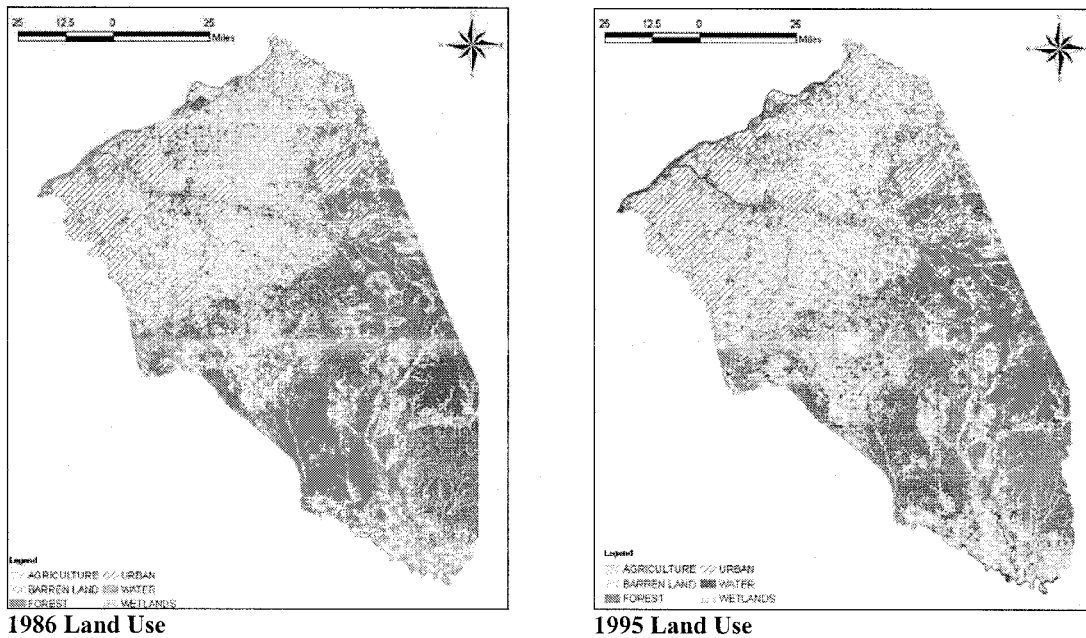 25 12.5 0 25
Miles
Legend
AGRICULTURE URBAN
BARREN LAND WATER
FOREST WETLANDS
1986 Land Use
25 12.5 0 25
Miles
Legend
AGRICULTURE URBAN
BARREN LAND WATER
FOREST WETLANDS
1995 Land Use